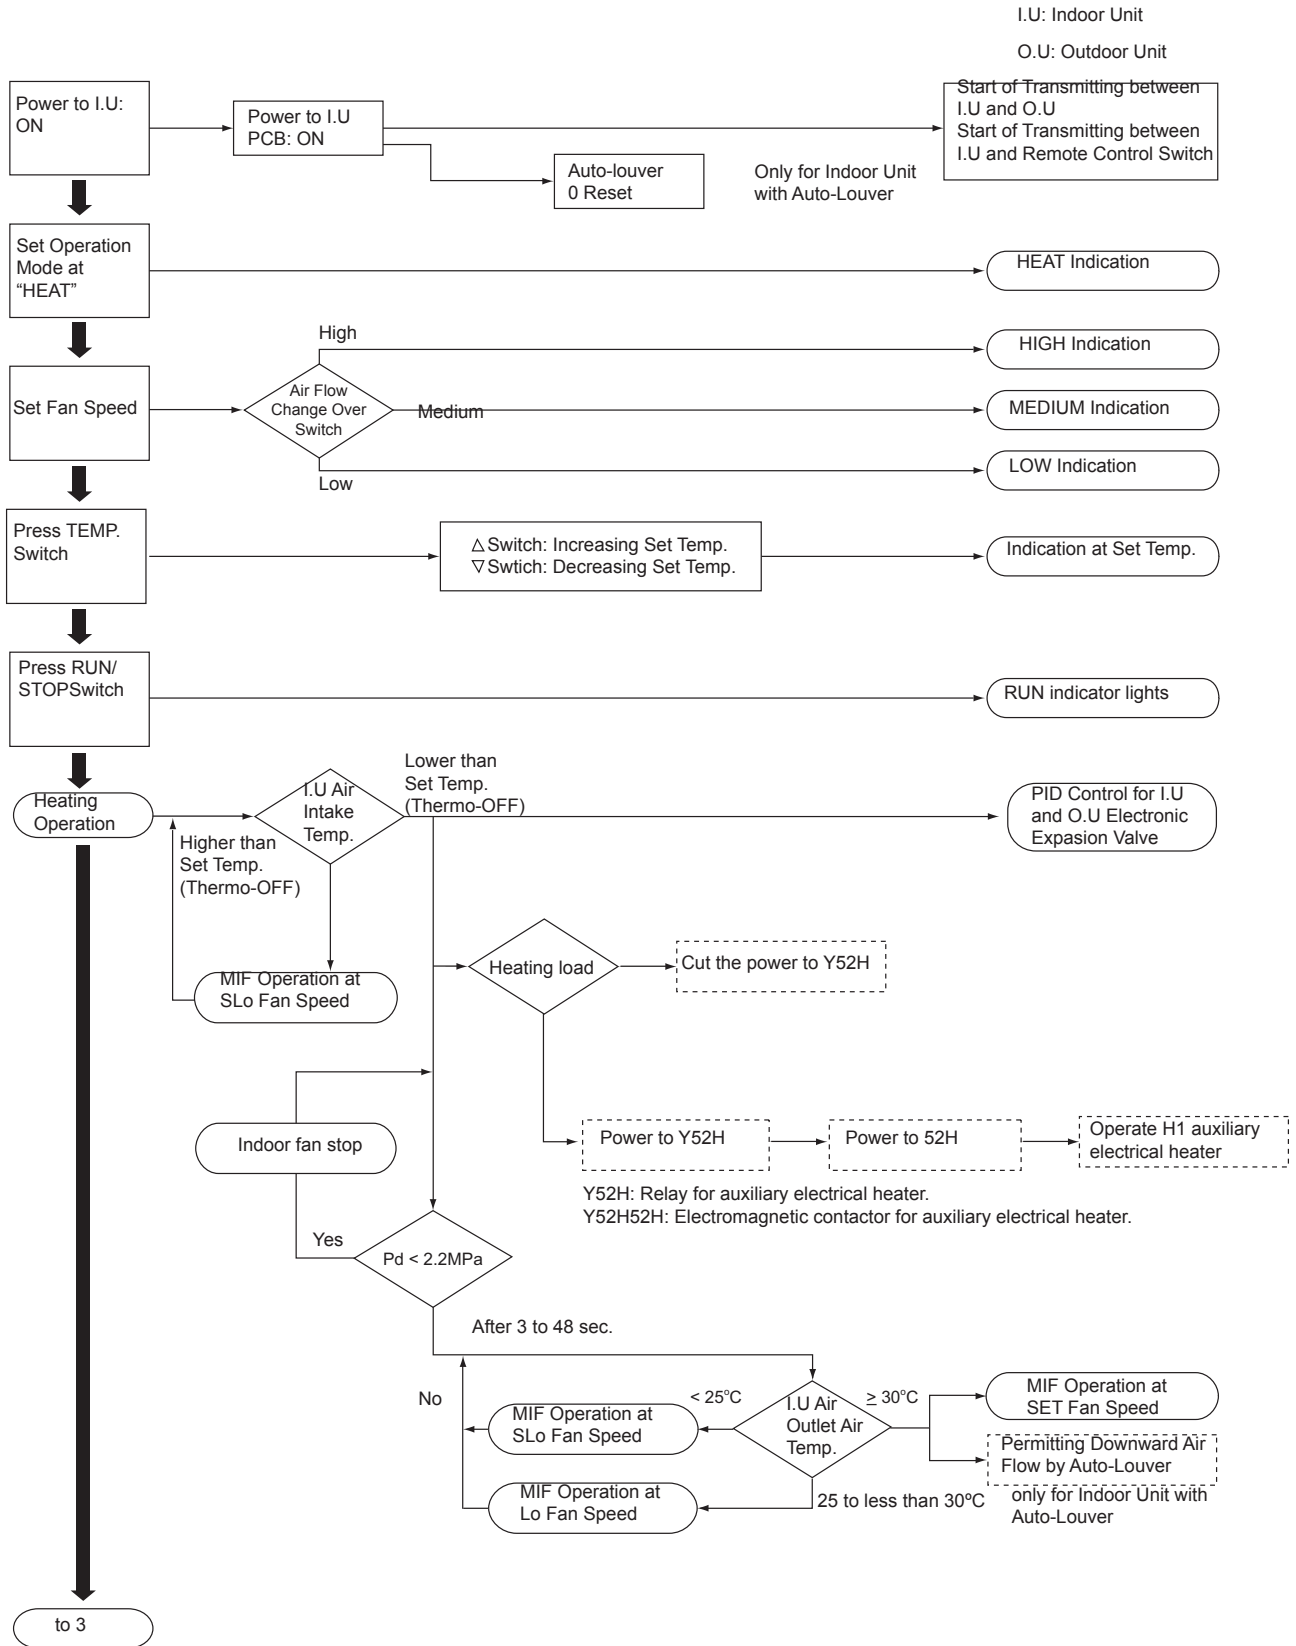 I.U: Indoor Unit
O.U: Outdoor Unit
Power to I.U:
ON
Power to I.U
PCB: ON
Start of Transmitting between
I.U and O.U
Start of Transmitting between
I.U and Remote Control Switch
Auto-louver
0 Reset
Only for Indoor Unit
with Auto-Louver
Set Operation
Mode at
“HEAT”
HEAT Indication
Set Fan Speed
Air Flow
Change Over
Switch
High
HIGH Indication
Medium
MEDIUM Indication
Low
LOW Indication
Press TEMP.
Switch
△ Switch: Increasing Set Temp.
▽ Swtich: Decreasing Set Temp.
Indication at Set Temp.
Press RUN/
STOPSwitch
RUN indicator lights
Heating
Operation
I.U Air
Intake
Temp.
Lower than
Set Temp.
(Thermo-OFF)
PID Control for I.U
and O.U Electronic
Expasion Valve
Higher than
Set Temp.
(Thermo-OFF)
MIF Operation at
SLo Fan Speed
Heating load
Cut the power to Y52H
Indoor fan stop
Power to Y52H
Power to 52H
Operate H1 auxiliary
electrical heater
Y52H: Relay for auxiliary electrical heater.
Y52H52H: Electromagnetic contactor for auxiliary electrical heater.
Yes
Pd < 2.2MPa
After 3 to 48 sec.
No
MIF Operation at
SLo Fan Speed
< 25°C
I.U Air
Outlet Air
Temp.
≥ 30°C
MIF Operation at
SET Fan Speed
Permitting Downward Air
Flow by Auto-Louver
only for Indoor Unit with
Auto-Louver
MIF Operation at
Lo Fan Speed
25 to less than 30ºC
to 3